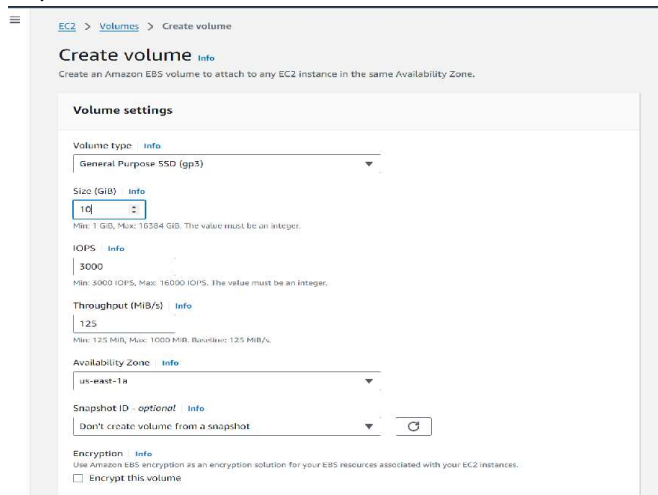 EC2 > Volumes > Create volume
Create volume Info
Create an Amazon EBS volume to attach to any EC2 instance in the same Availability Zone.
Volume settings
Volume type Info
General Purpose SSD (gp3)
Size (GiB) Info
10
Min: 1 GiB, Max: 16384 GiB. The value must be an integer.
IOPS Info
3000
Min: 3000 IOPS, Max: 16000 IOPS. The value must be an integer.
Throughput (MiB/s) Info
125
Min: 125 MiB, Max: 1000 MiB. Baseline: 125 MiB/s.
Availability Zone Info
us-east-1a
Snapshot ID - optional Info
Don't create volume from a snapshot
Encryption Info
Use Amazon EBS encryption as an encryption solution for your EBS resources associated with your EC2 instances.
Encrypt this volume